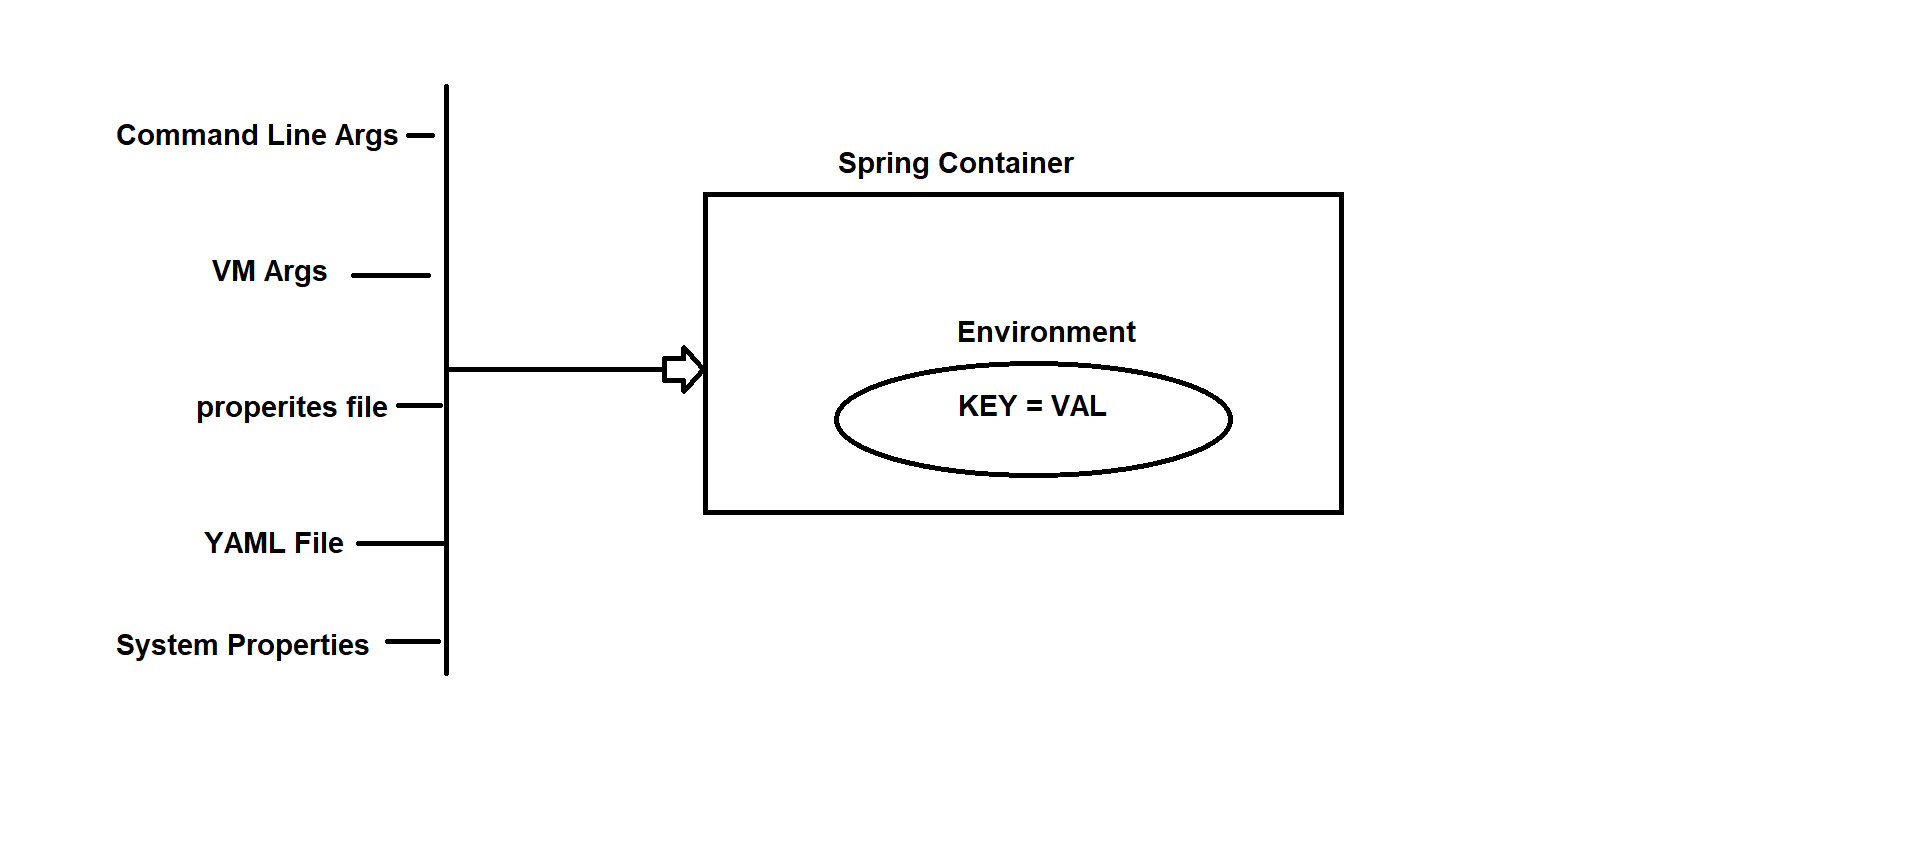 Command Line Args
VM Args
properites file
YAML File
System Properties
Spring Container
Environment
KEY = VAL